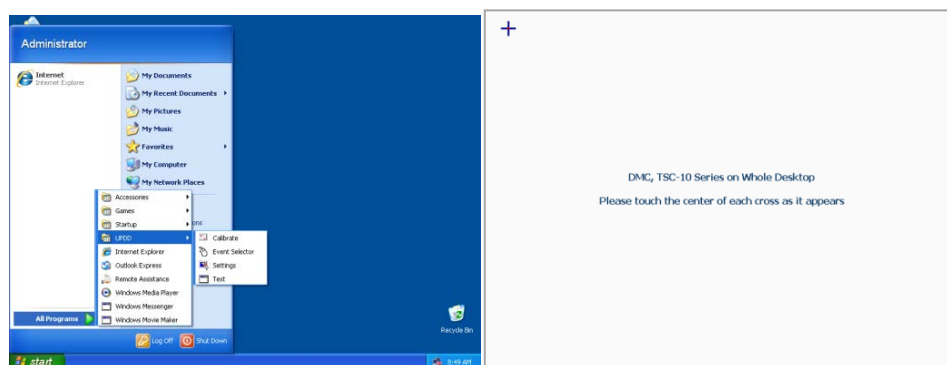 Administrator
Internet
Internet Explorer
My Documents
My Recent Documents
My Pictures
My Music
Favorites
My Computer
My Network Places
Accessories
Games
Startup
UPDD
Internet Explorer
Outlook Express
Remote Assistance
Windows Media Player
Windows Messenger
Windows Movie Maker
Calibrate
Event Selector
Settings
Test
All Programs
Log Off
Shut Down
Recycle Bin
start
8:49 AM
DMC, TSC-10 Series on Whole Desktop
Please touch the center of each cross as it appears